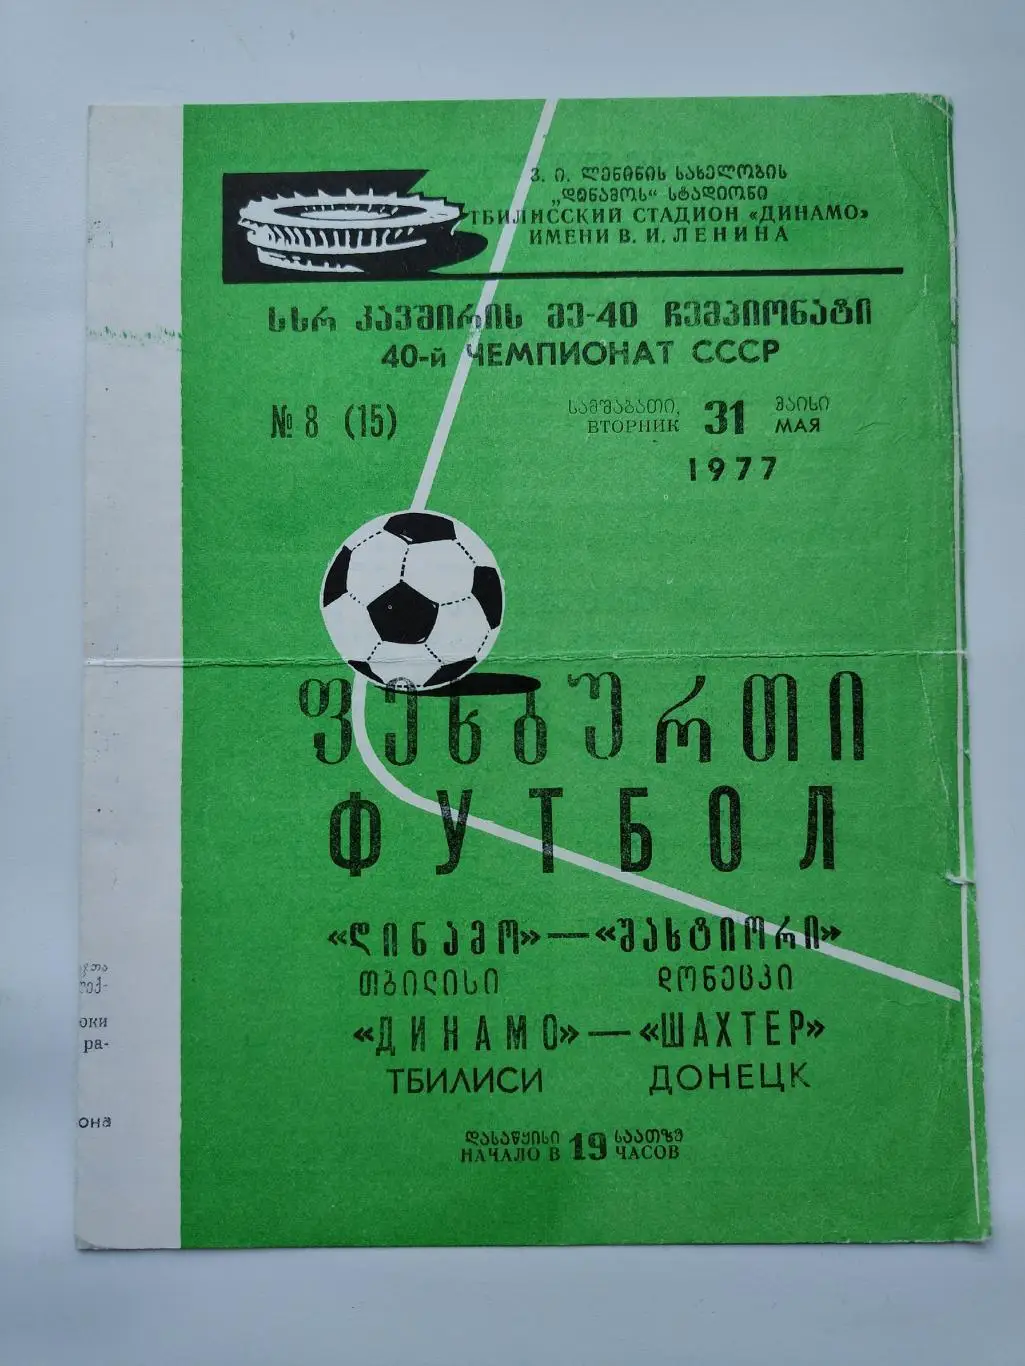 ვ. ი. ლენინის სახელობის
„დინამოს“ სტადიონი
ТБИЛИССКИЙ СТАДИОН «ДИНАМО»
ИМЕНИ В. И. ЛЕНИНА
სსრ კავშირის მე-40 ჩემპიონატი
40-й ЧЕМПИОНАТ СССР
№ 8 (15)
სამშაბათი, 31 მაისი
ВТОРНИК МАЯ
1977
ფეხბურთი
ФУТБОЛ
«დინამო»—«შახტიორი»
თბილისი დონეცკი
«ДИНАМО»—«ШАХТЕР»
ТБИЛИСИ ДОНЕЦК
დასაწყისი 19 საათზე
НАЧАЛО В ЧАСОВ
оки
ра-
она